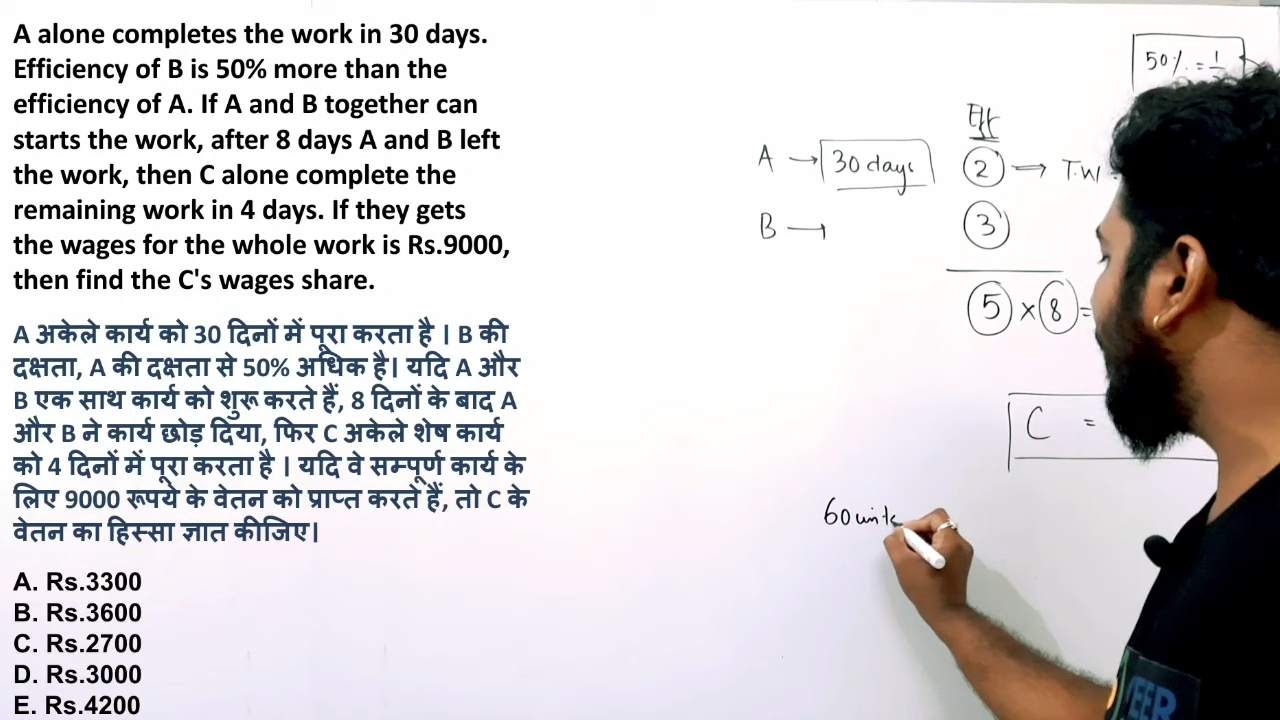 A alone completes the work in 30 days.
Efficiency of B is 50% more than the
efficiency of A. If A and B together can
starts the work, after 8 days A and B left
the work, then C alone complete the
remaining work in 4 days. If they gets
the wages for the whole work is Rs.9000,
then find the C's wages share.
A अकेले कार्य को 30 दिनों में पूरा करता है । B की
दक्षता, A की दक्षता से 50% अधिक है। यदि A और
B एक साथ कार्य को शुरू करते हैं, 8 दिनों के बाद A
और B ने कार्य छोड़ दिया, फिर C अकेले शेष कार्य
को 4 दिनों में पूरा करता है । यदि वे सम्पूर्ण कार्य के
लिए 9000 रूपये के वेतन को प्राप्त करते हैं, तो C के
वेतन का हिस्सा ज्ञात कीजिए।
A. Rs.3300
B. Rs.3600
C. Rs.2700
D. Rs.3000
E. Rs.4200
50% = 1
Eff
A → 30 days 2 ⇒ T.W
B → 3
5 × 8 =
C =
60 units